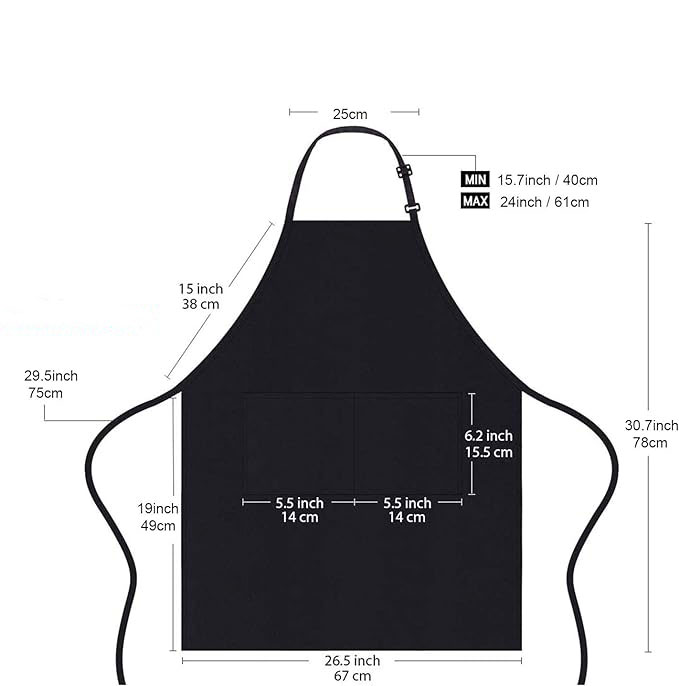 25cm
MIN 15.7inch / 40cm
MAX 24inch / 61cm
15 inch
38 cm
29.5inch
75cm
6.2 inch
15.5 cm
30.7inch
78cm
19inch
49cm
5.5 inch
14 cm
5.5 inch
14 cm
26.5 inch
67 cm